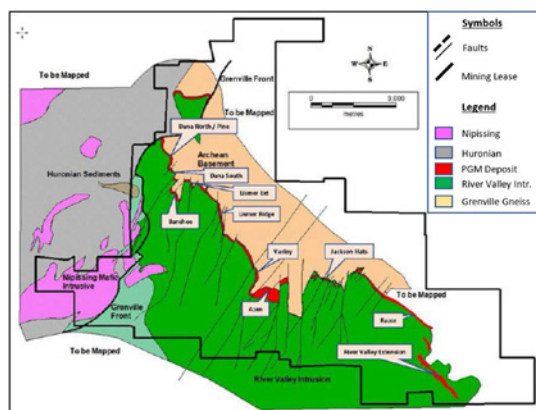 Symbols
Faults
Mining Lease
Legend
Nipissing
Huronian
PGM Deposit
River Valley Intr.
Grenville Gneiss
N
W
E
S
0
3,000
metres
Grenville Front
To be Mapped
To be Mapped
Dana North / Pine
Archean
Basement
Dana South
Lismer Ext
Huronian Sediments
Banshee
Lismer Ridge
Varley
Jackson Flats
Nipissing Mafic
Intrusive
Azen
To be Mapped
Grenville
Front
Razor
To be Mapped
River Valley Extension
River Valley Intrusion